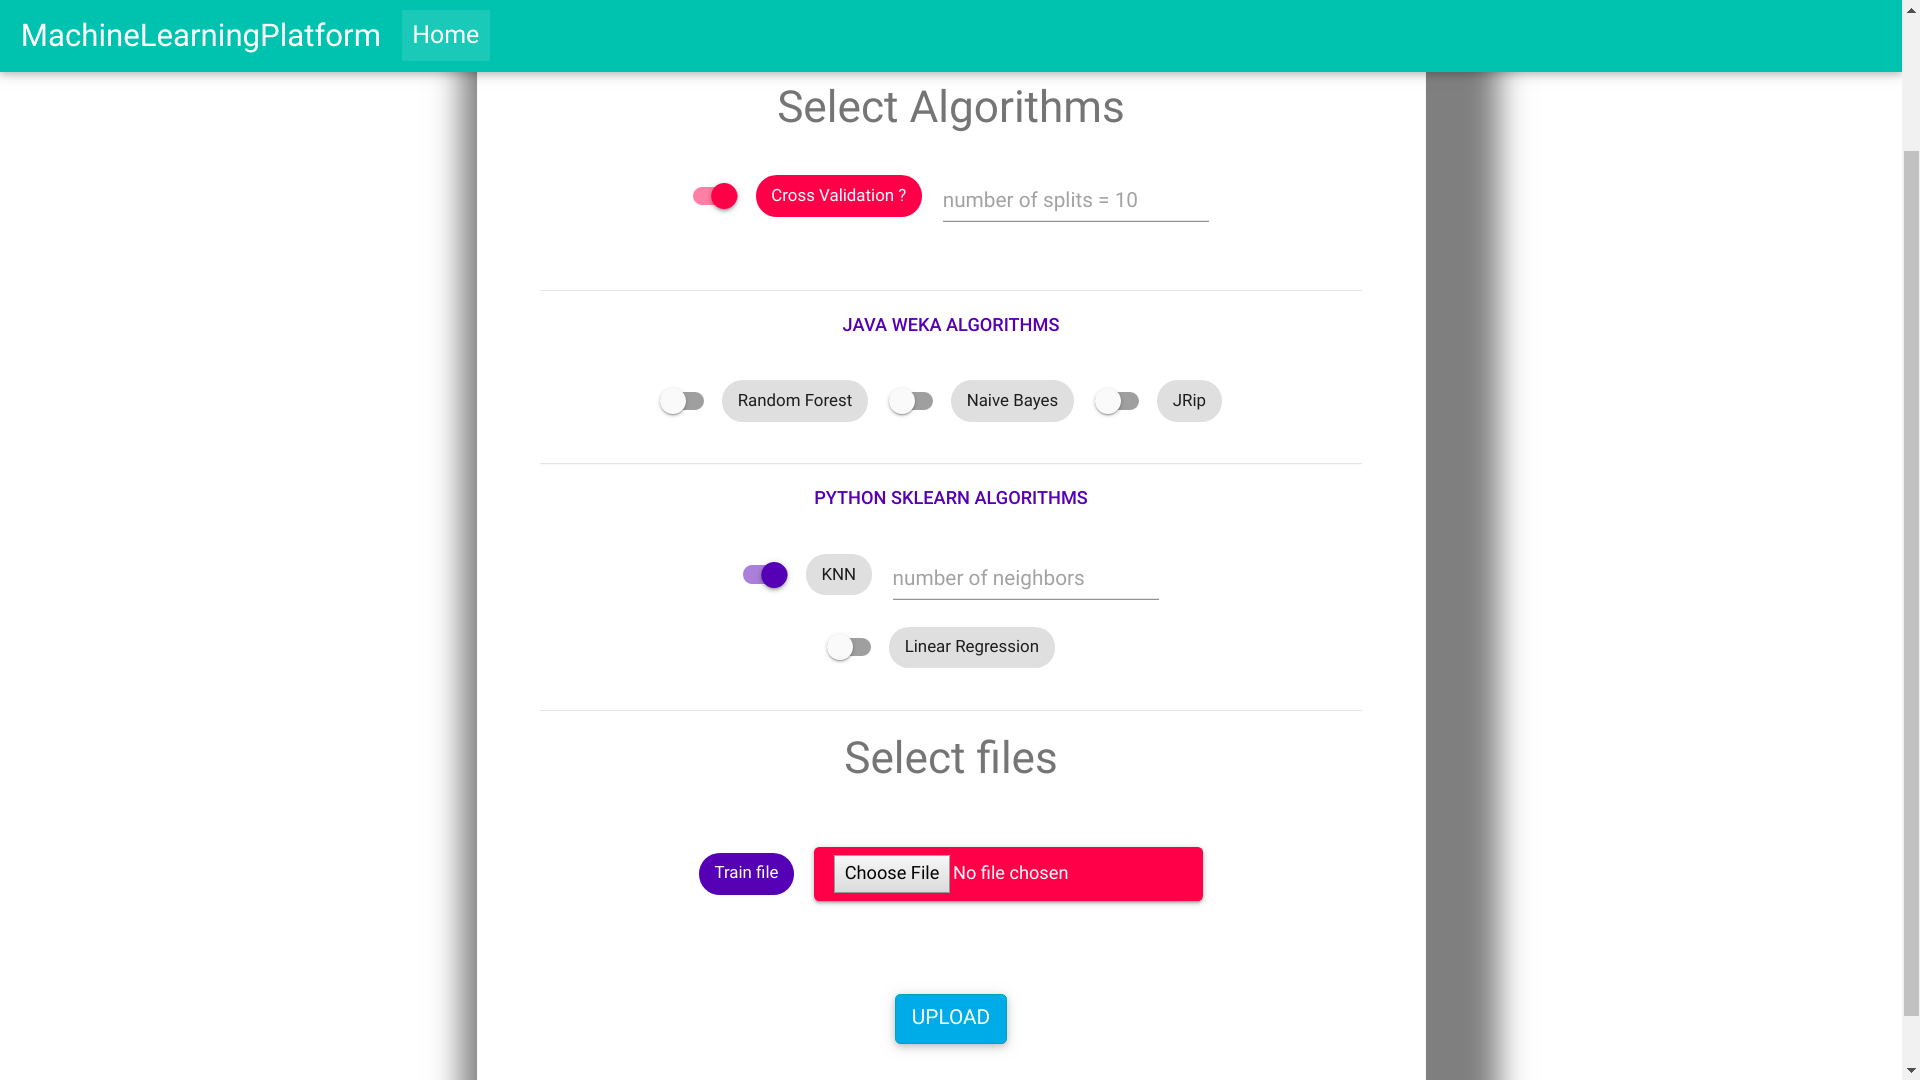 MachineLearningPlatform Home
Select Algorithms
Cross Validation ? number of splits = 10
JAVA WEKA ALGORITHMS
Random Forest Naive Bayes JRip
PYTHON SKLEARN ALGORITHMS
KNN number of neighbors
Linear Regression
Select files
Train file Choose File No file chosen
UPLOAD